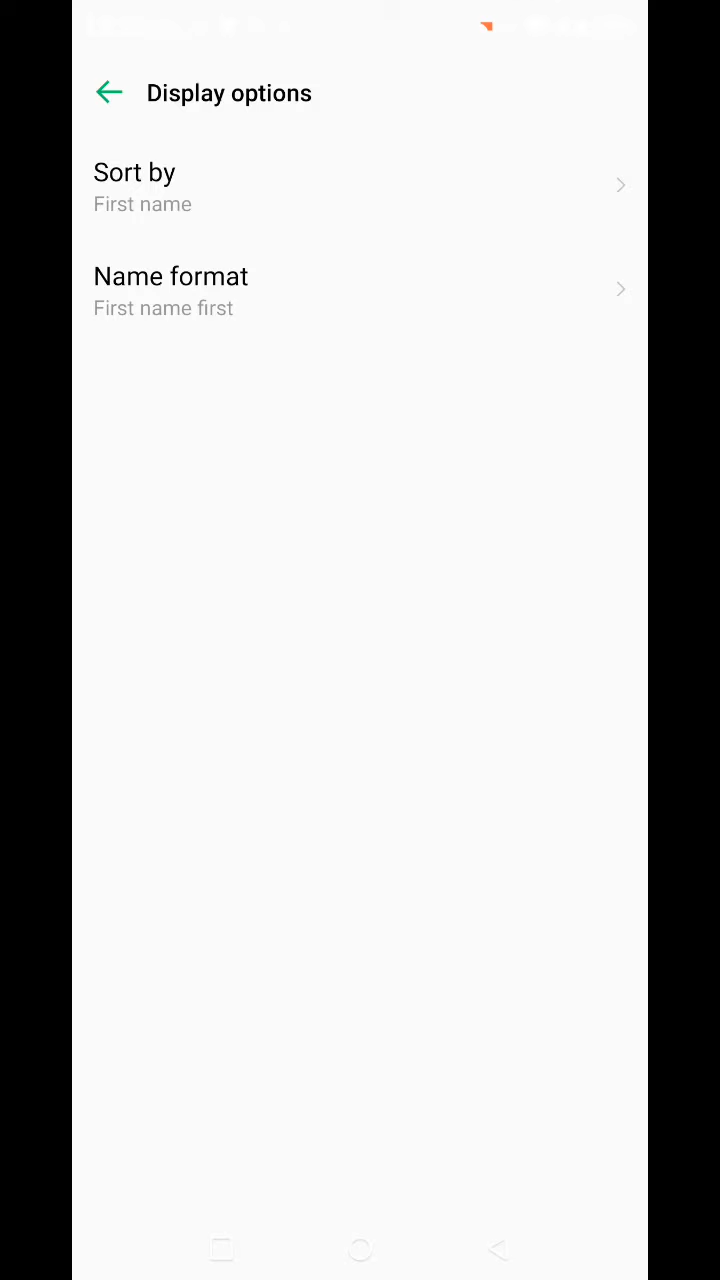 Display options
Sort by
First name
Name format
First name first